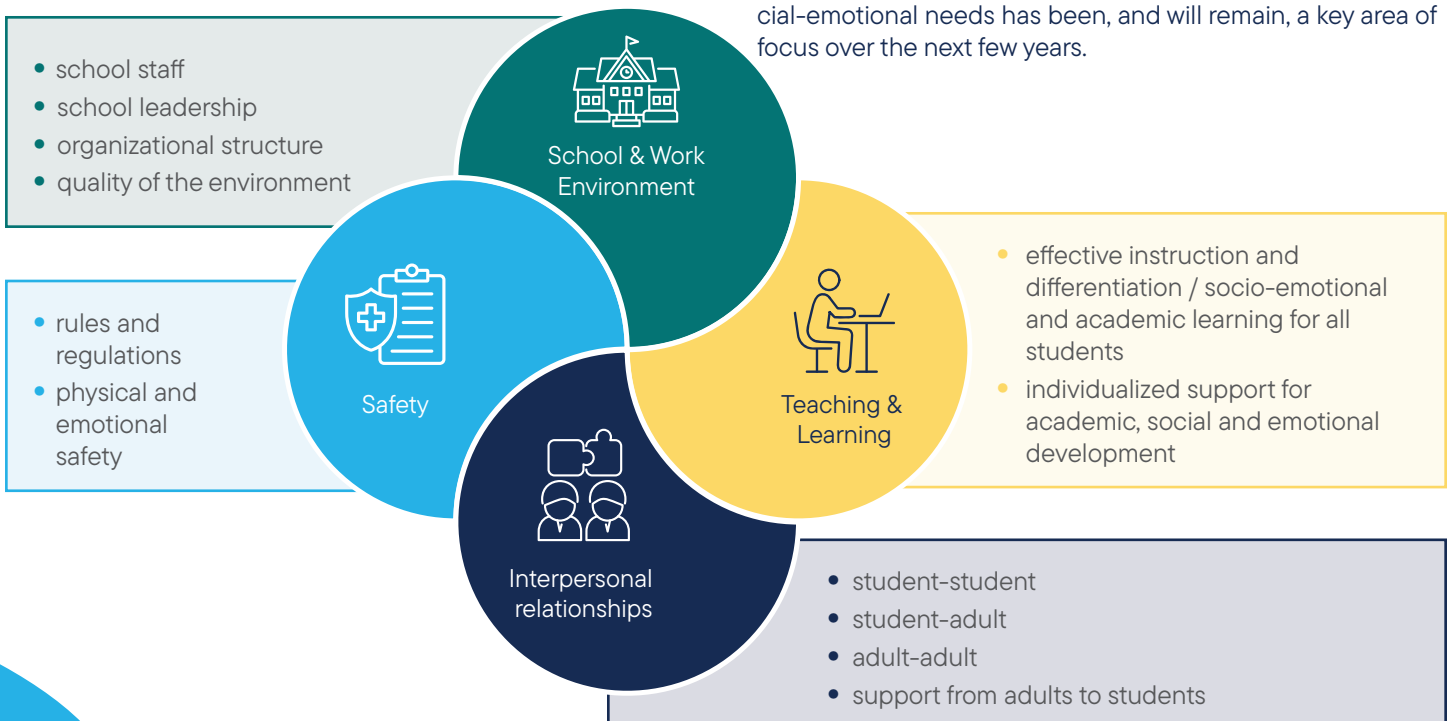 cial-emotional needs has been, and will remain, a key area of
focus over the next few years.
• school staff
• school leadership
• organizational structure
• quality of the environment
School & Work
Environment
• rules and
regulations
• physical and
emotional
safety
Safety
Teaching &
Learning
• effective instruction and
differentiation / socio-emotional
and academic learning for all
students
• individualized support for
academic, social and emotional
development
Interpersonal
relationships
• student-student
• student-adult
• adult-adult
• support from adults to students